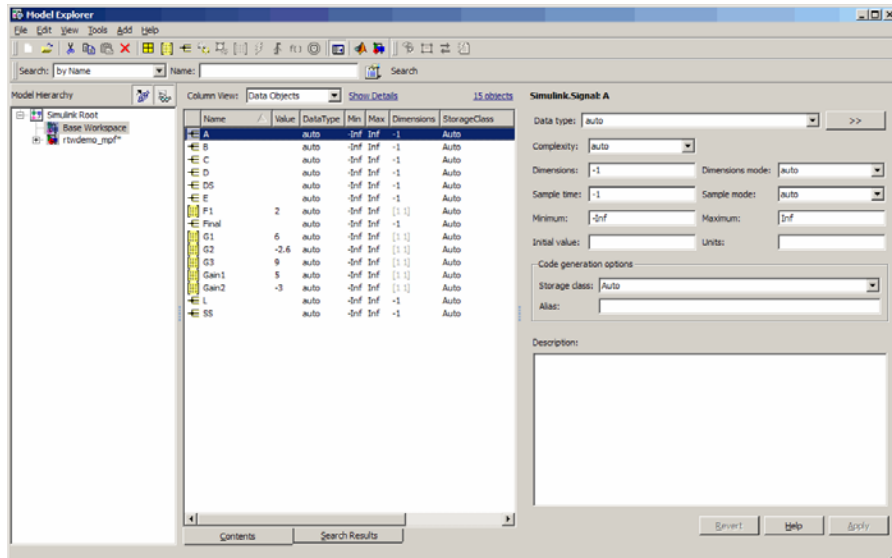 Model Explorer
File Edit View Tools Add Help
Search: by Name Name: Search
Model Hierarchy
Simulink Root
Base Workspace
rtwdemo_mpf*
Column View: Data Objects Show Details 15 objects
Name Value DataType Min Max Dimensions StorageClass
A auto -Inf Inf -1 Auto
B auto -Inf Inf -1 Auto
C auto -Inf Inf -1 Auto
D auto -Inf Inf -1 Auto
DS auto -Inf Inf -1 Auto
E auto -Inf Inf -1 Auto
F1 2 auto -Inf Inf [1 1] Auto
Final auto -Inf Inf -1 Auto
G1 6 auto -Inf Inf [1 1] Auto
G2 -2.6 auto -Inf Inf [1 1] Auto
G3 9 auto -Inf Inf [1 1] Auto
Gain1 5 auto -Inf Inf [1 1] Auto
Gain2 -3 auto -Inf Inf [1 1] Auto
L auto -Inf Inf -1 Auto
SS auto -Inf Inf -1 Auto
Contents Search Results
Simulink.Signal: A
Data type: auto >>
Complexity: auto
Dimensions: -1 Dimensions mode: auto
Sample time: -1 Sample mode: auto
Minimum: -Inf Maximum: Inf
Initial value: Units:
Code generation options
Storage class: Auto
Alias:
Description:
Revert Help Apply